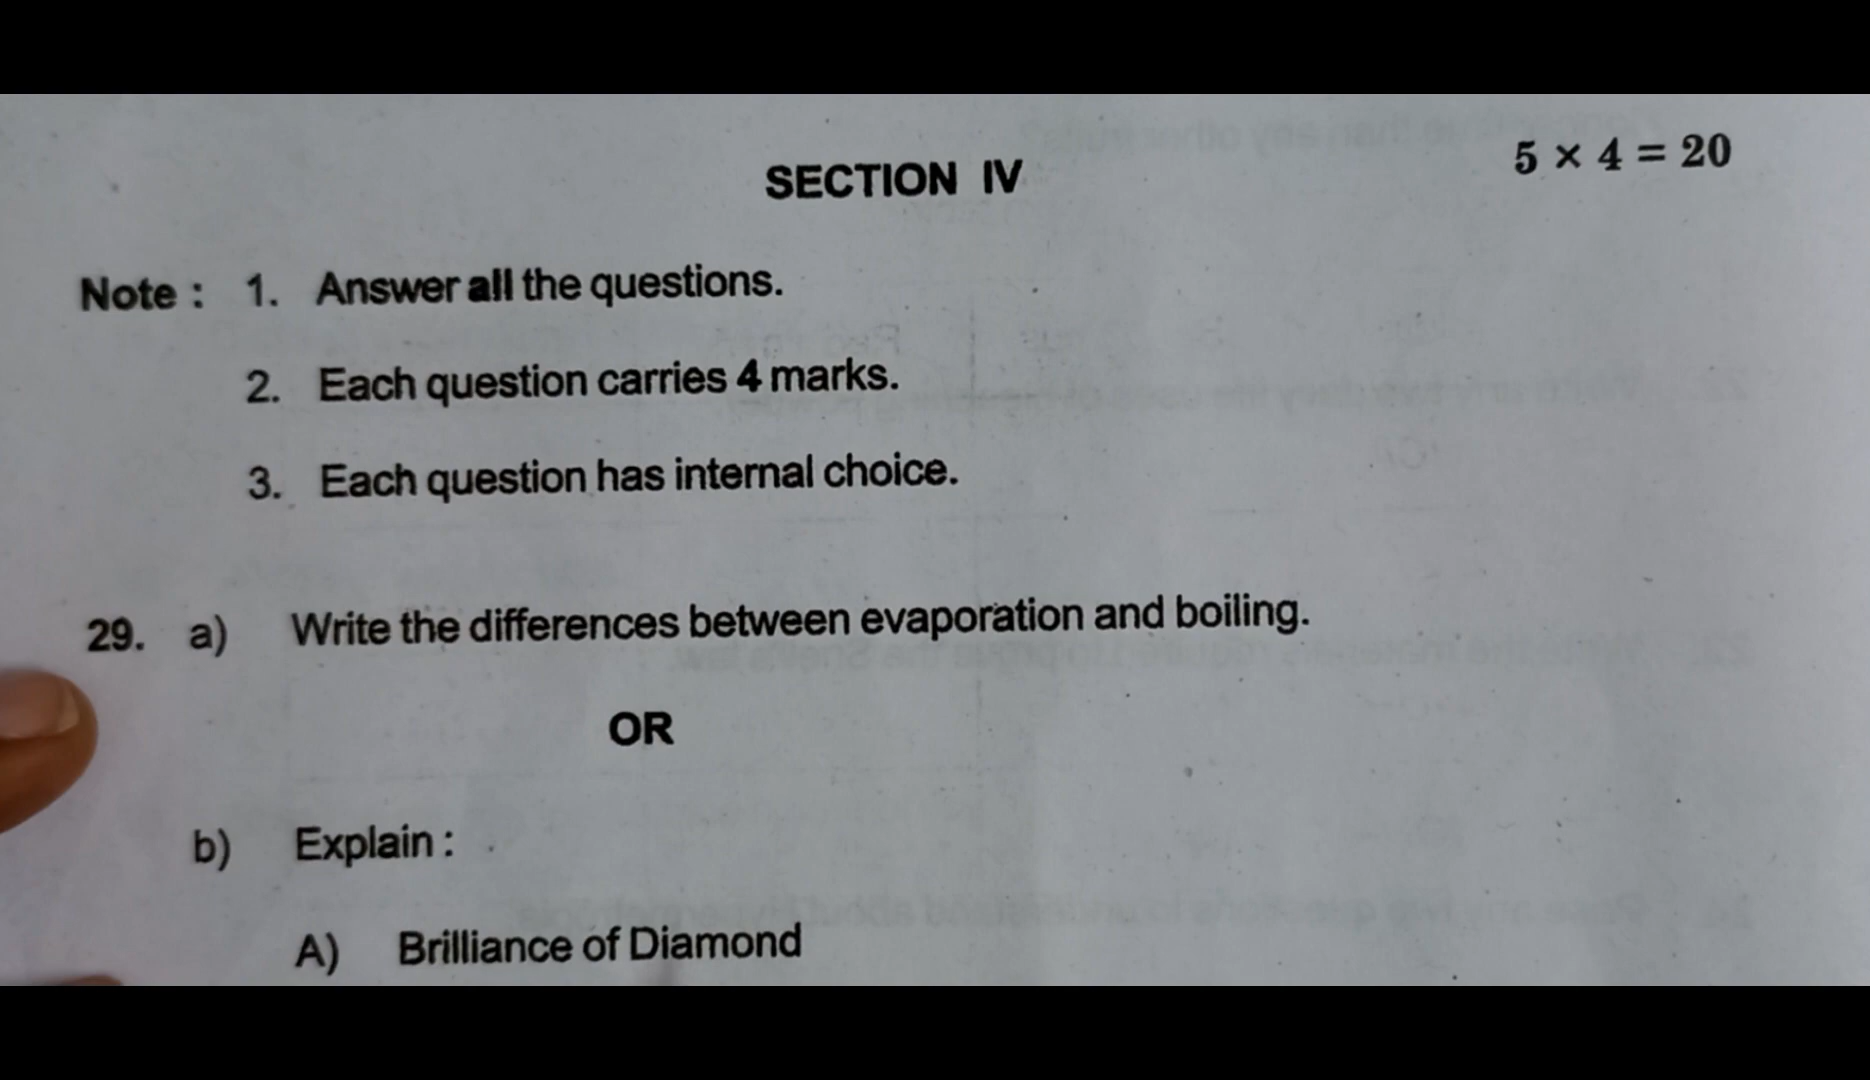 5 × 4 = 20
SECTION IV
Note : 1. Answer all the questions.
2. Each question carries 4 marks.
3. Each question has internal choice.
29. a) Write the differences between evaporation and boiling.
OR
b) Explain :
A) Brilliance of Diamond